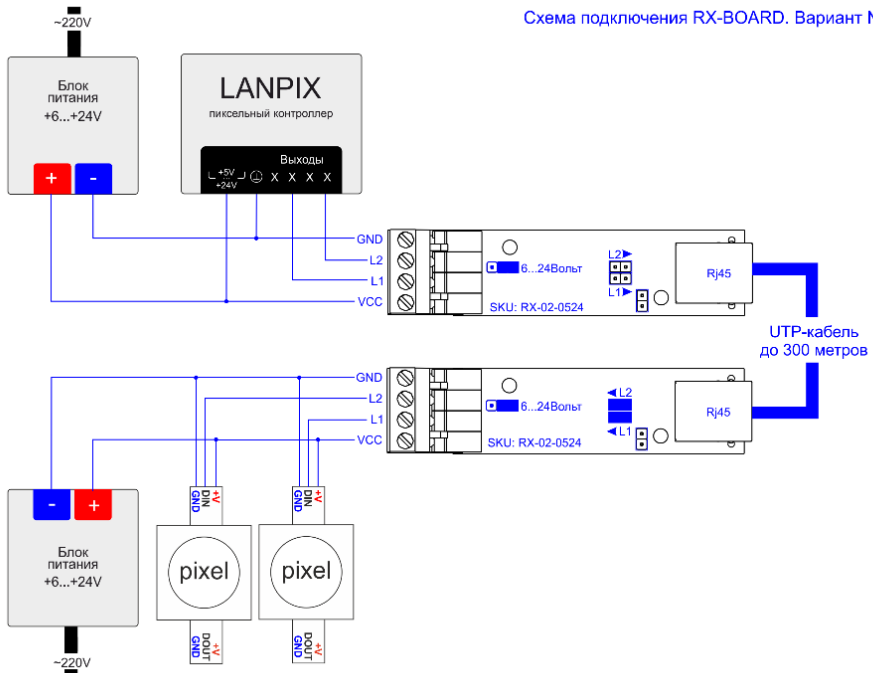 Схема подключения RX-BOARD. Вариант
~220V
Блок
питания
+6...+24V
+ -
LANPIX
пиксельный контроллер
Выходы
+5V
+24V
X X X X
GND
L2
L1
VCC
6...24Вольт
SKU: RX-02-0524
L2
L1
Rj45
UTP-кабель
до 300 метров
GND
L2
L1
VCC
6...24Вольт
SKU: RX-02-0524
L2
L1
Rj45
- +
Блок
питания
+6...+24V
~220V
GND DIN +V
pixel
GND DOUT +V
GND DIN +V
pixel
GND DOUT +V